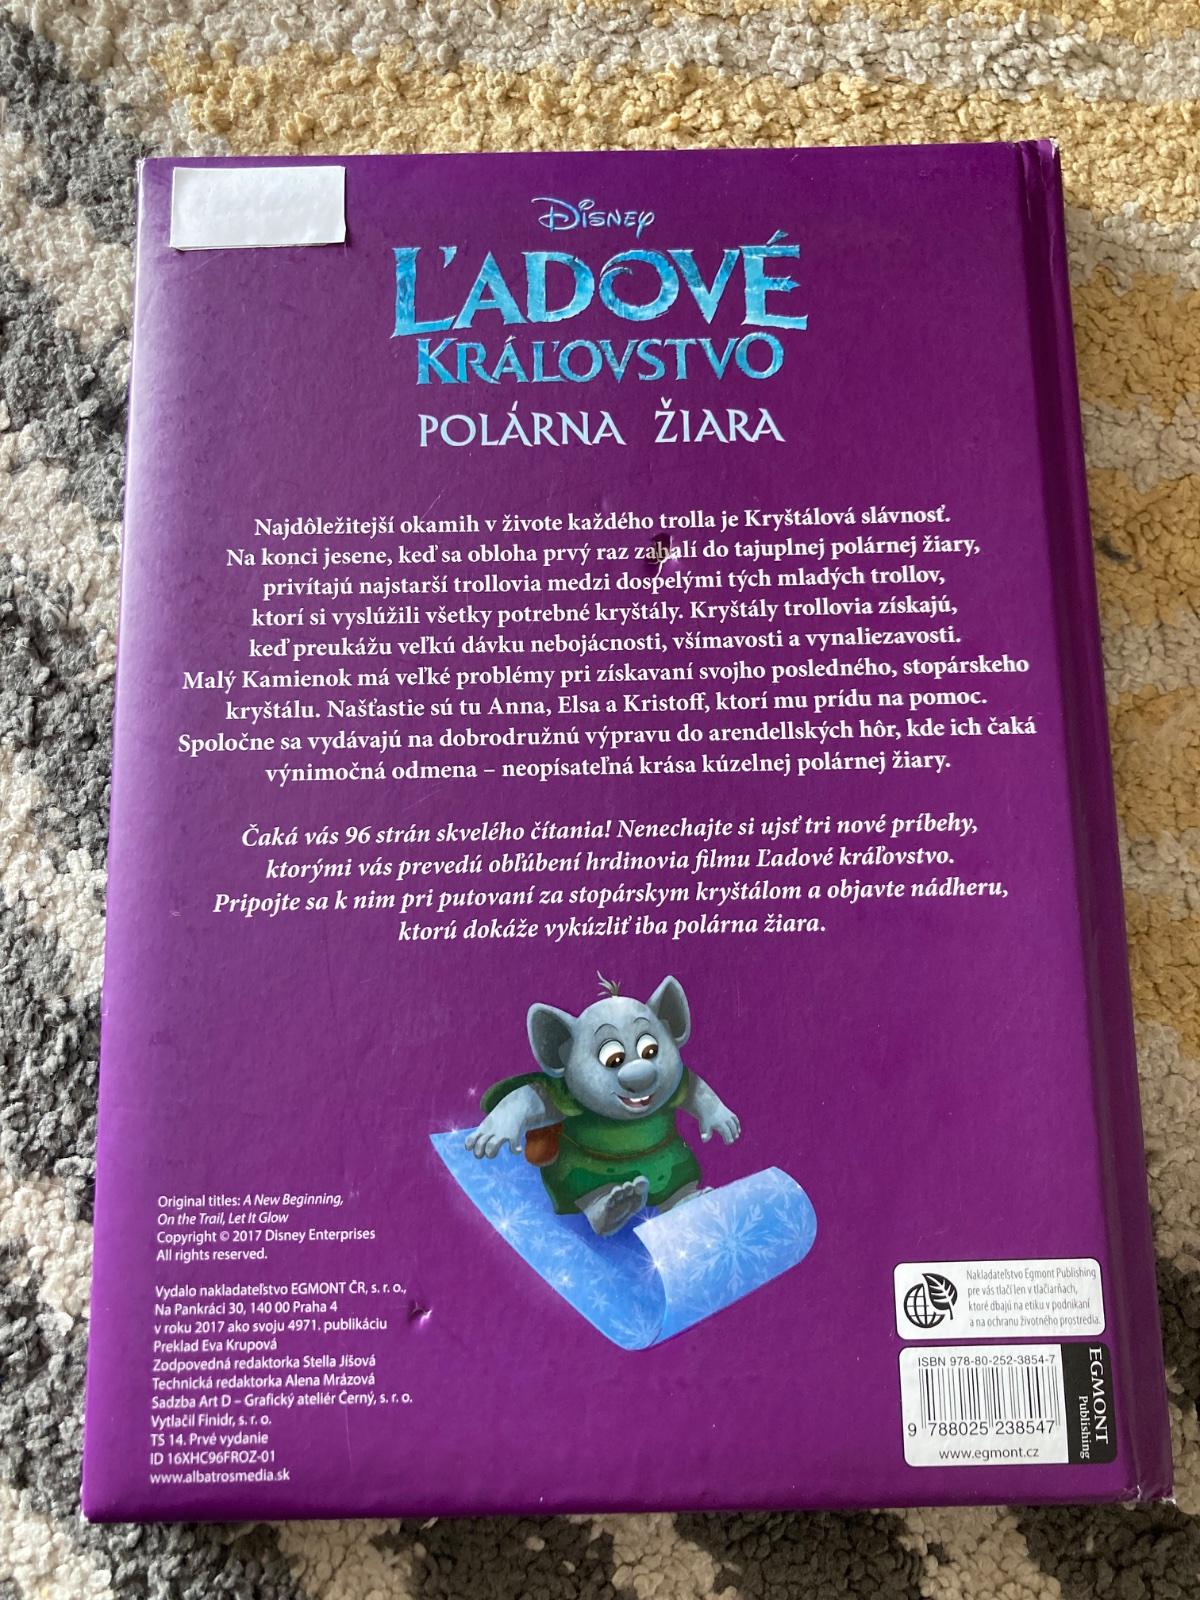 Disney
ĽADOVÉ
KRÁĽOVSTVO
POLÁRNA ŽIARA
Najdôležitejší okamih v živote každého trolla je Kryštálová slávnosť.
Na konci jesene, keď sa obloha prvý raz zahalí do tajuplnej polárnej žiary,
privítajú najstarší trollovia medzi dospelými tých mladých trollov,
ktorí si vyslúžili všetky potrebné kryštály. Kryštály trollovia získajú,
keď preukážu veľkú dávku nebojácnosti, všímavosti a vynaliezavosti.
Malý Kamienok má veľké problémy pri získavaní svojho posledného, stopárskeho
kryštálu. Našťastie sú tu Anna, Elsa a Kristoff, ktorí mu prídu na pomoc.
Spoločne sa vydávajú na dobrodružnú výpravu do arendellských hôr, kde ich čaká
výnimočná odmena – neopísateľná krása kúzelnej polárnej žiary.
Čaká vás 96 strán skvelého čítania! Nenechajte si ujsť tri nové príbehy,
ktorými vás prevedú obľúbení hrdinovia filmu Ľadové kráľovstvo.
Pripojte sa k nim pri putovaní za stopárskym kryštálom a objavte nádheru,
ktorú dokáže vykúzliť iba polárna žiara.
Original titles: A New Beginning,
On the Trail, Let It Glow
Copyright © 2017 Disney Enterprises
All rights reserved.
Vydalo nakladateľstvo EGMONT ČR, s. r. o.,
Na Pankráci 30, 140 00 Praha 4
v roku 2017 ako svoju 4971. publikáciu
Preklad Eva Krupová
Zodpovedná redaktorka Stella Jíšová
Technická redaktorka Alena Mrázová
Sadzba Art D – Grafický ateliér Černý, s. r. o.
Vytlačil Finidr, s. r. o.
TS 14. Prvé vydanie
ID 16XHC96FROZ-01
www.albatrosmedia.sk
Nakladateľstvo Egmont Publishing
pre vás tlačí len v tlačiarňach,
ktoré dbajú na etiku v podnikaní
a na ochranu životného prostredia.
ISBN 978-80-252-3854-7
9 788025 238547
www.egmont.cz
EGMONT
Publishing